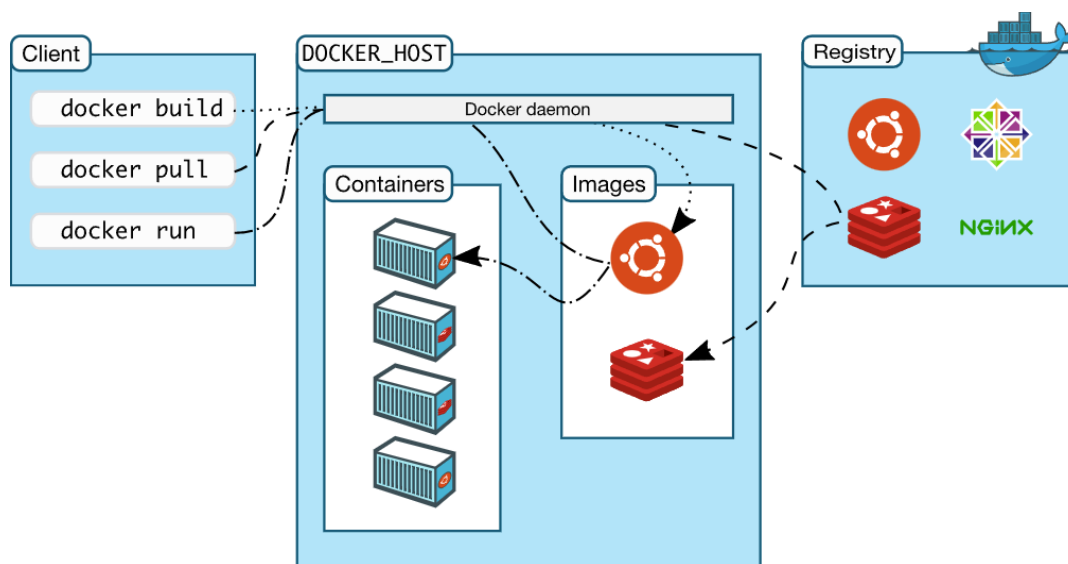 Client
docker build
docker pull
docker run
DOCKER_HOST
Docker daemon
Containers
Images
Registry
NGINX